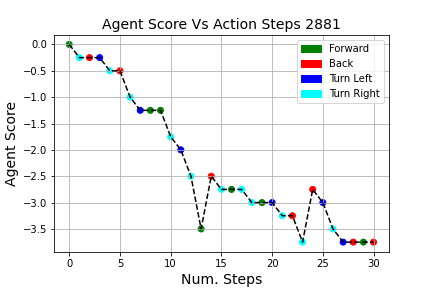 Agent Score Vs Action Steps 2881
Forward
Back
Turn Left
Turn Right
Agent Score
0.0
−0.5
−1.0
−1.5
−2.0
−2.5
−3.0
−3.5
0 5 10 15 20 25 30
Num. Steps